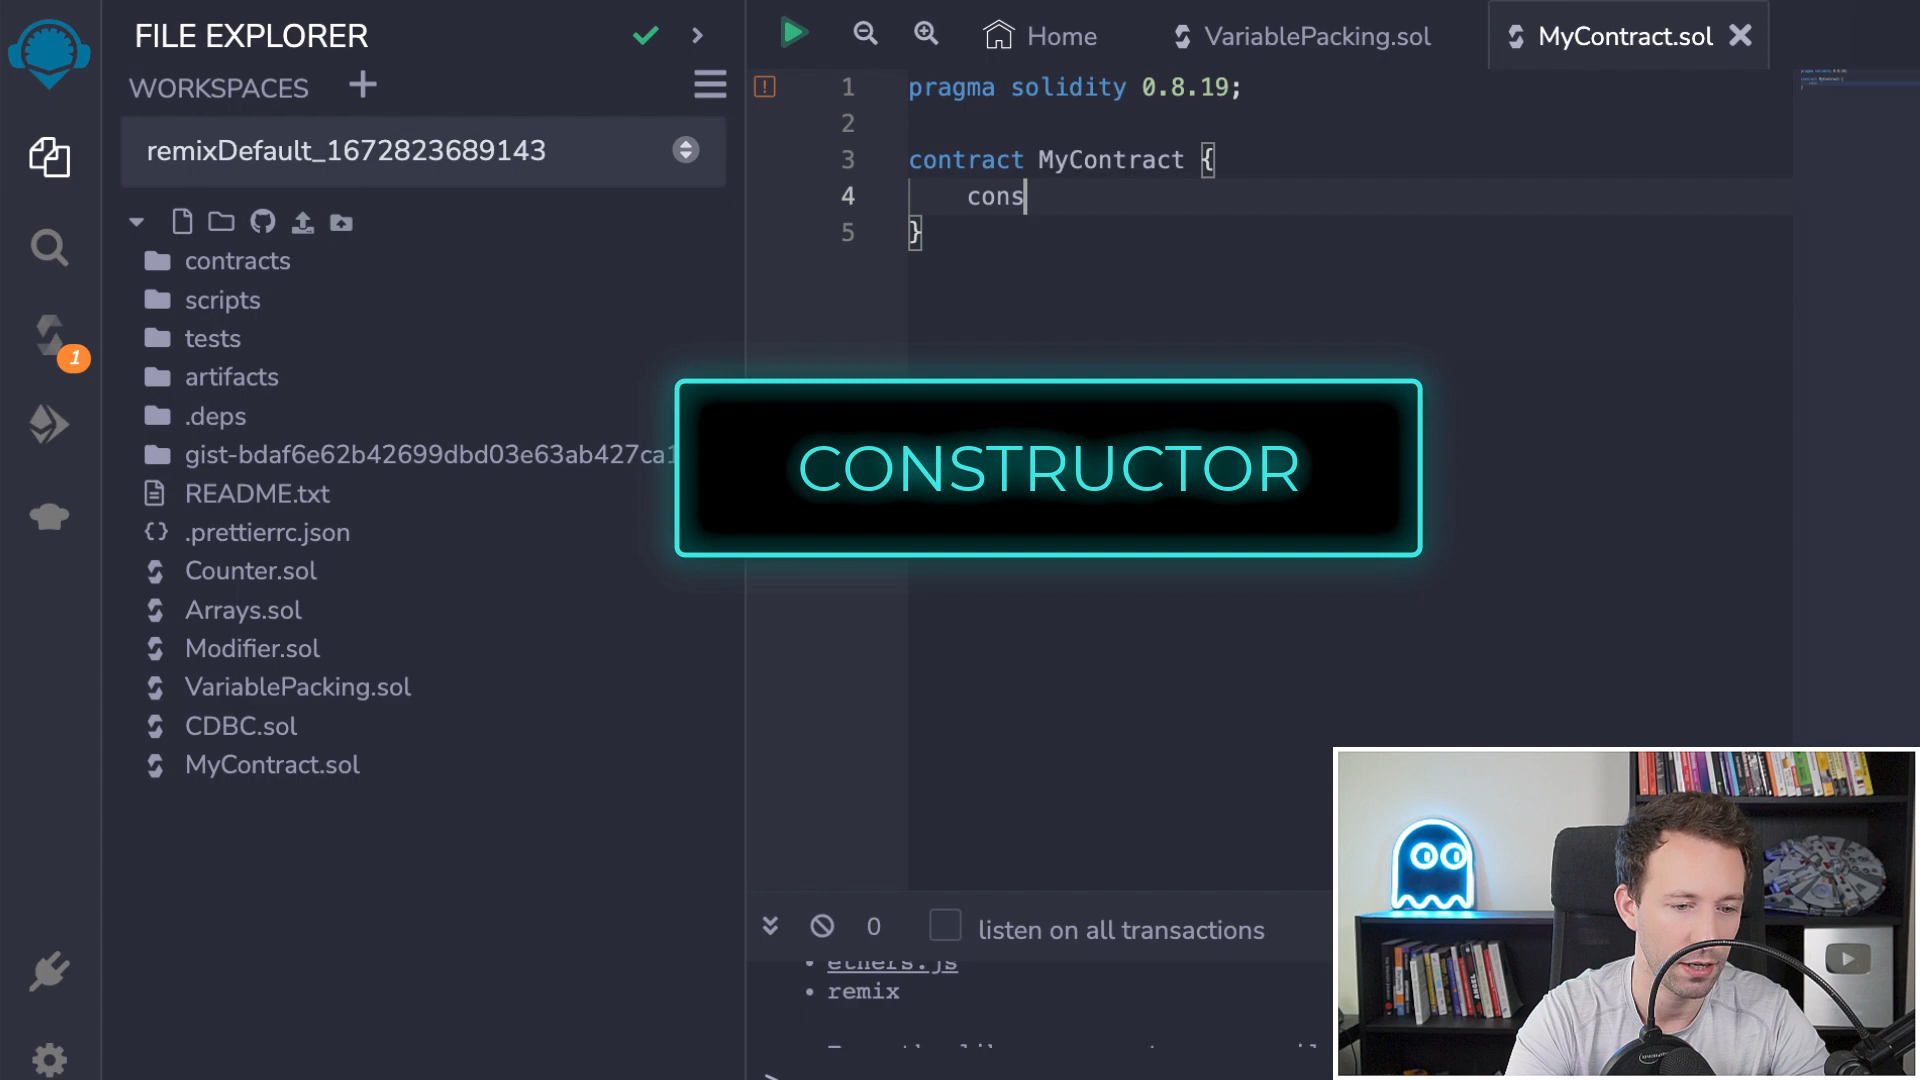 FILE EXPLORER
WORKSPACES
remixDefault_1672823689143
contracts
scripts
tests
artifacts
.deps
gist-bdaf6e62b42699dbd03e63ab427ca1
README.txt
.prettierrc.json
Counter.sol
Arrays.sol
Modifier.sol
VariablePacking.sol
CDBC.sol
MyContract.sol
1
Home
VariablePacking.sol
MyContract.sol
1 pragma solidity 0.8.19;
2
3 contract MyContract {
4 cons
5 }
CONSTRUCTOR
0 listen on all transactions
ethers.js
remix
>